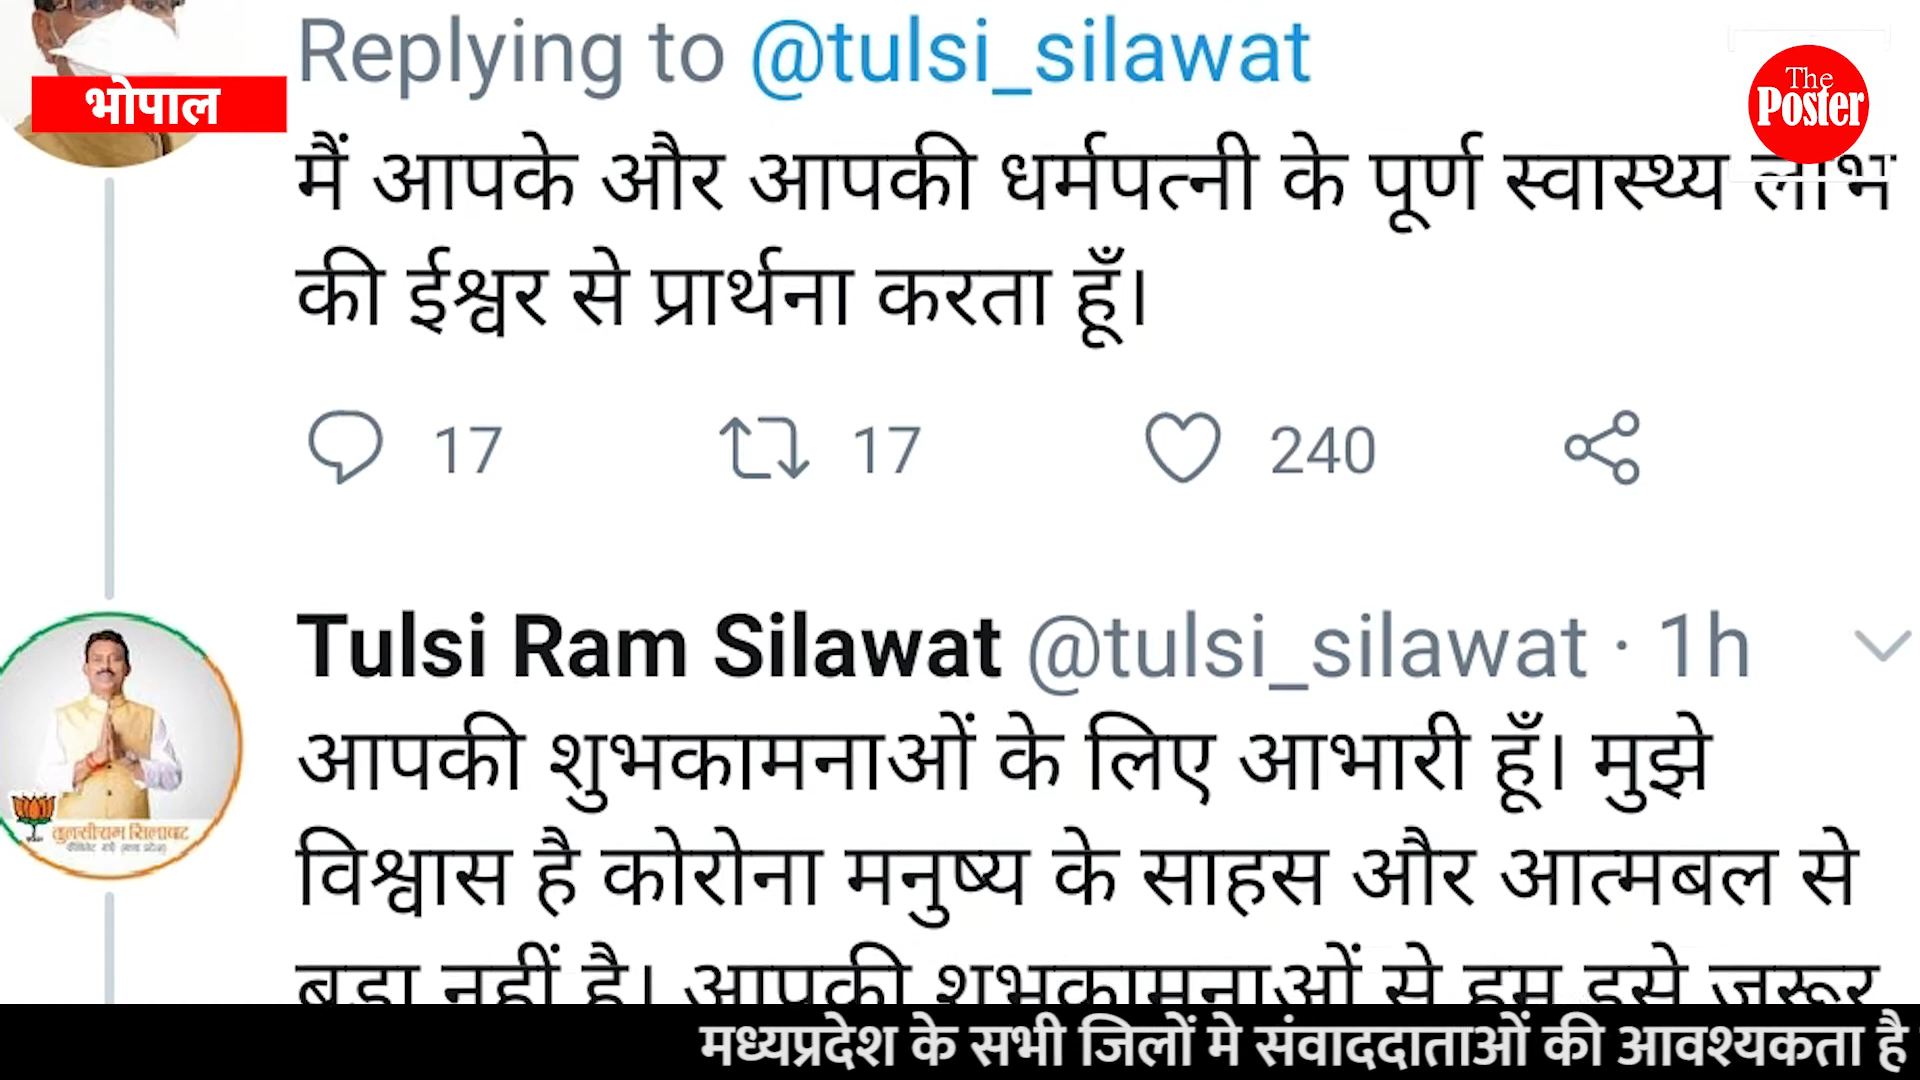 Replying to @tulsi_silawat
भोपाल
The
Poster
मैं आपके और आपकी धर्मपत्नी के पूर्ण स्वास्थ्य लाभ
की ईश्वर से प्रार्थना करता हूँ।
17 17 240
Tulsi Ram Silawat @tulsi_silawat · 1h
आपकी शुभकामनाओं के लिए आभारी हूँ। मुझे
विश्वास है कोरोना मनुष्य के साहस और आत्मबल से
तुलसीराम सिलावट
बड़ा नहीं है। आपकी शुभकामनाओं से हम इसे जरूर
मध्यप्रदेश के सभी जिलों मे संवाददाताओं की आवश्यकता है